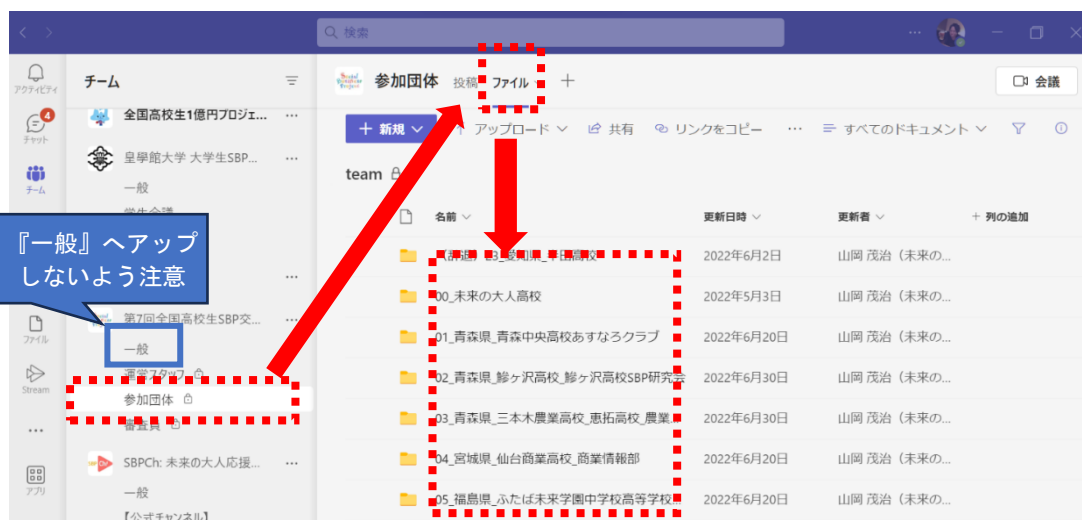 検索
アクティビティ
チャット
4
チーム
ファイル
Stream
アプリ
チーム
全国高校生1億円プロジェ...
皇學館大学 大学生SBP...
一般
学生会議
『一般』へアップ
しないよう注意
第7回全国高校生SBP交...
一般
運営スタッフ
参加団体
審査員
SBPCh: 未来の大人応援...
一般
【公式チャンネル】
参加団体 投稿 ファイル
会議
+ 新規 アップロード 共有 リンクをコピー ... すべてのドキュメント
team
名前 更新日時 更新者 + 列の追加
(辞退) 23_愛知県_半田高校 2022年6月2日 山岡 茂治（未来の...
00_未来の大人高校 2022年5月3日 山岡 茂治（未来の...
01_青森県_青森中央高校あすなろクラブ 2022年6月20日 山岡 茂治（未来の...
02_青森県_鰺ヶ沢高校_鰺ヶ沢高校SBP研究会 2022年6月30日 山岡 茂治（未来の...
03_青森県_三本木農業高校_恵拓高校_農業... 2022年6月30日 山岡 茂治（未来の...
04_宮城県_仙台商業高校_商業情報部 2022年6月20日 山岡 茂治（未来の...
05_福島県_ふたば未来学園中学校高等学校... 2022年6月20日 山岡 茂治（未来の...